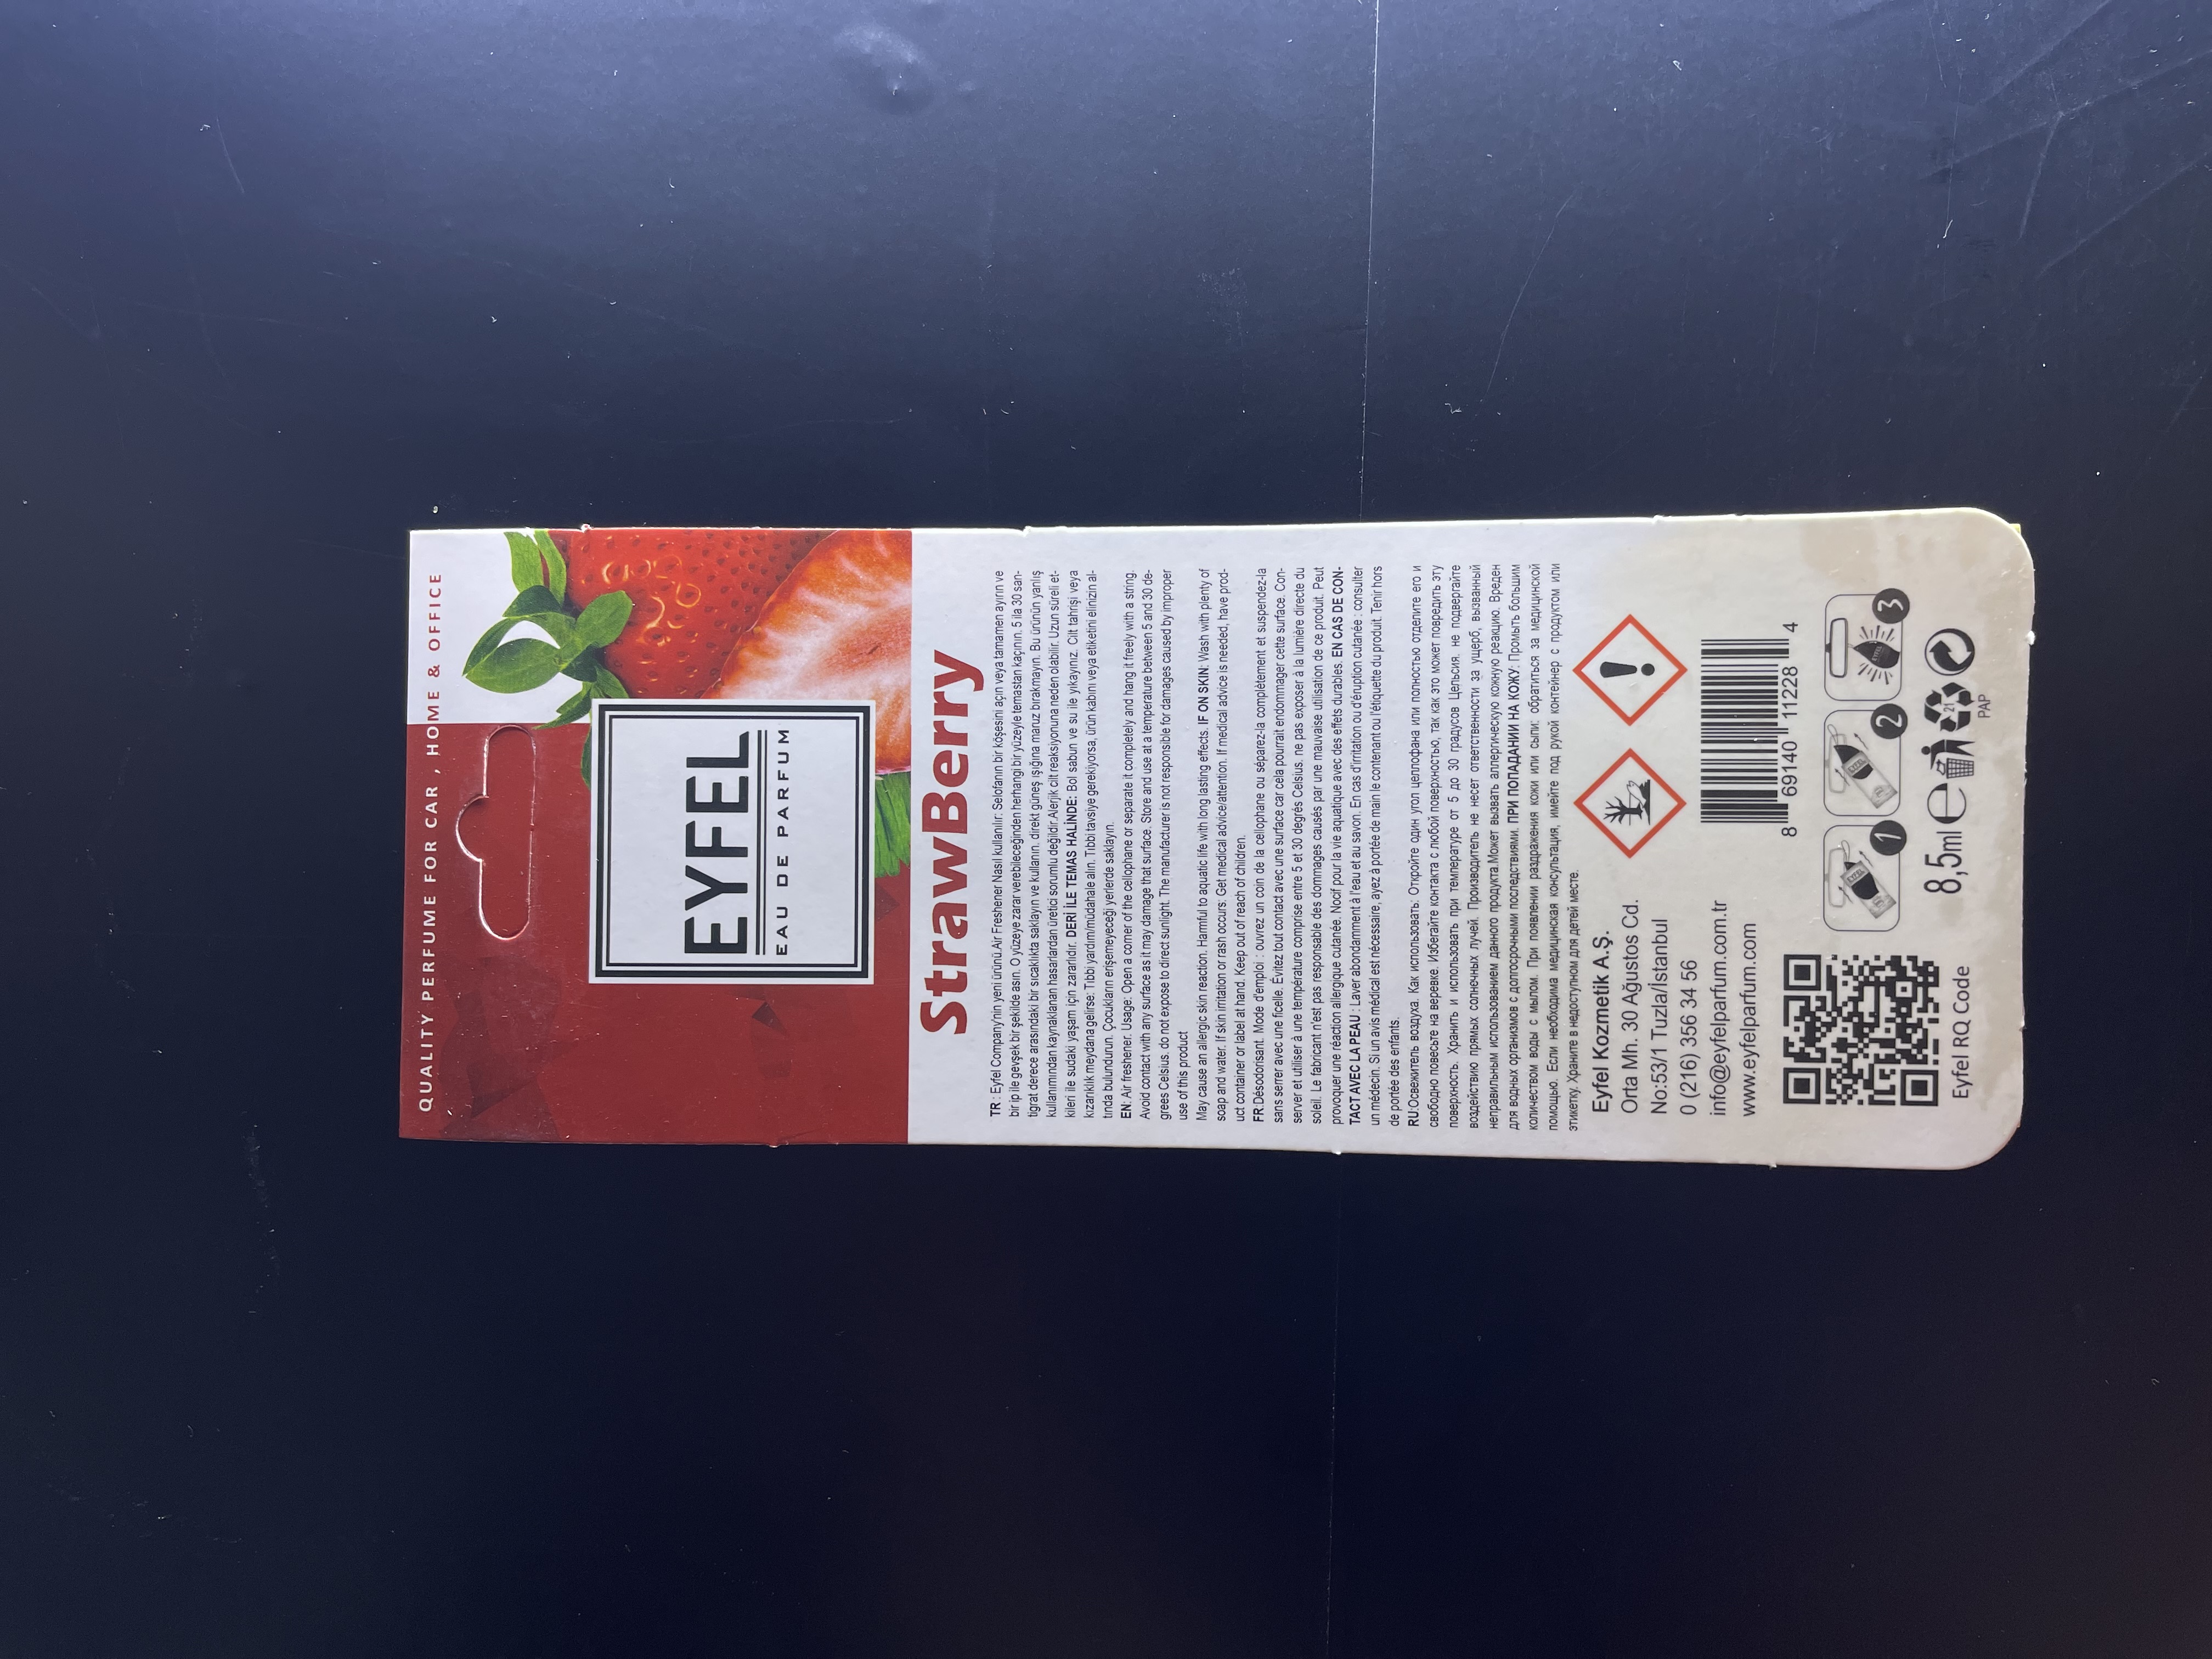 QUALITY PERFUME FOR CAR , HOME & OFFICE
EYFEL
EAU DE PARFUM
StrawBerry
TR : Eyfel Company'nin yeni ürünü.Air Freshener Nasıl kullanılır: Selofanın bir köşesini açın veya tamamen ayırın ve
bir ip ile gevşek bir şekilde asın. O yüzeye zarar verebileceğinden herhangi bir yüzeyle temastan kaçının. 5 ila 30 san-
tigrat derece arasındaki bir sıcaklıkta saklayın ve kullanın. direkt güneş ışığına maruz bırakmayın. Bu ürünün yanlış
kullanımından kaynaklanan hasarlardan üretici sorumlu değildir.Alerjik cilt reaksiyonuna neden olabilir. Uzun süreli et-
kileri ile sudaki yaşam için zararlıdır. DERİ İLE TEMAS HALİNDE: Bol sabun ve su ile yıkayınız. Cilt tahrişi veya
kızarıklık meydana gelirse: Tıbbi yardım/müdahale alın. Tıbbi tavsiye gerekiyorsa, ürün kabını veya etiketini elinizin al-
tında bulundurun. Çocukların erişemeyeceği yerlerde saklayın.
EN: Air freshener. Usage: Open a corner of the cellophane or separate it completely and hang it freely with a string.
Avoid contact with any surface as it may damage that surface. Store and use at a temperature between 5 and 30 de-
grees Celsius. do not expose to direct sunlight. The manufacturer is not responsible for damages caused by improper
use of this product
May cause an allergic skin reaction. Harmful to aquatic life with long lasting effects. IF ON SKIN: Wash with plenty of
soap and water. If skin irritation or rash occurs: Get medical advice/attention. If medical advice is needed, have prod-
uct container or label at hand. Keep out of reach of children.
FR:Désodorisant. Mode d'emploi : ouvrez un coin de la cellophane ou séparez-la complètement et suspendez-la
sans serrer avec une ficelle. Évitez tout contact avec une surface car cela pourrait endommager cette surface. Con-
server et utiliser à une température comprise entre 5 et 30 degrés Celsius. ne pas exposer à la lumière directe du
soleil. Le fabricant n'est pas responsable des dommages causés par une mauvaise utilisation de ce produit. Peut
provoquer une réaction allergique cutanée. Nocif pour la vie aquatique avec des effets durables. EN CAS DE CON-
TACT AVEC LA PEAU : Laver abondamment à l'eau et au savon. En cas d'irritation ou d'éruption cutanée : consulter
un médecin. Si un avis médical est nécessaire, ayez à portée de main le contenant ou l'étiquette du produit. Tenir hors
de portée des enfants.
RU:Освежитель воздуха. Как использовать: Откройте один угол целлофана или полностью отделите его и
свободно повесьте на веревке. Избегайте контакта с любой поверхностью, так как это может повредить эту
поверхность. Хранить и использовать при температуре от 5 до 30 градусов Цельсия. не подвергайте
воздействию прямых солнечных лучей. Производитель не несет ответственности за ущерб, вызванный
неправильным использованием данного продукта.Может вызвать аллергическую кожную реакцию. Вреден
для водных организмов с долгосрочными последствиями. ПРИ ПОПАДАНИИ НА КОЖУ: Промыть большим
количеством воды с мылом. При появлении раздражения кожи или сыпи: обратиться за медицинской
помощью. Если необходима медицинская консультация, имейте под рукой контейнер с продуктом или
этикетку. Храните в недоступном для детей месте.
Eyfel Kozmetik A.Ş.
Orta Mh. 30 Ağustos Cd.
No:53/1 Tuzla/İstanbul
0 (216) 356 34 56
info@eyfelparfum.com.tr
www.eyfelparfum.com
8 69140 11228 4
1
2
3
Eyfel RQ Code
8,5ml e
21
PAP